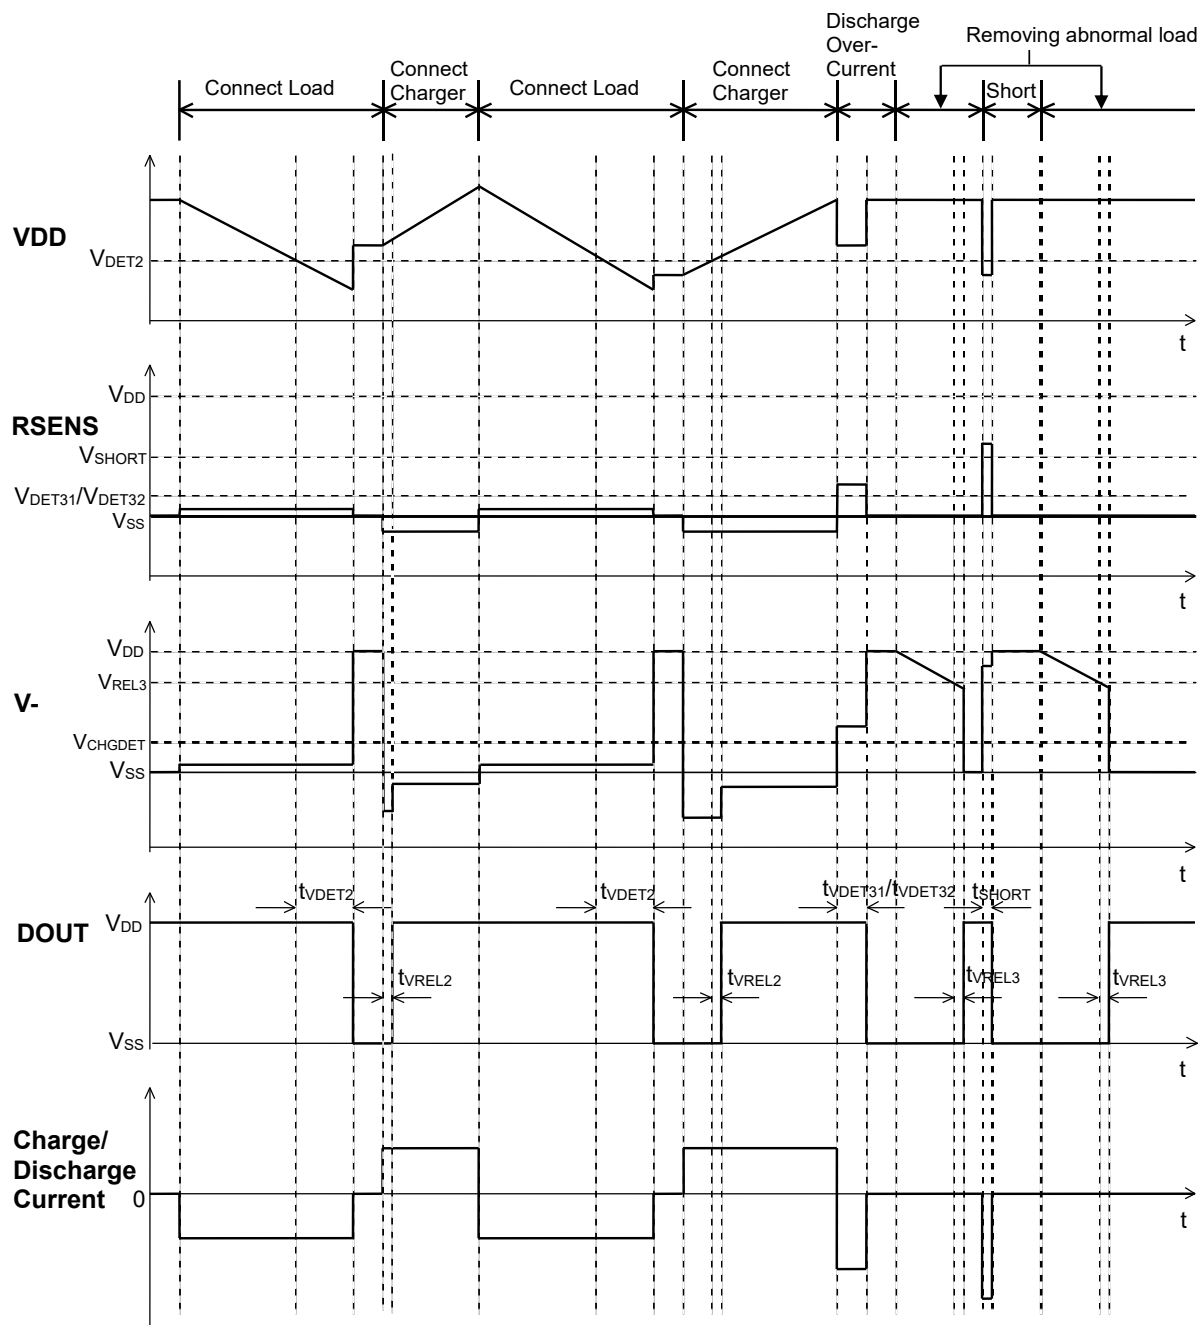 Discharge
Over-
Current
Removing abnormal load
Connect Load
Connect
Charger
Connect Load
Connect
Charger
Short
VDD
VDET2
t
VDD
RSENS
VSHORT
VDET31/VDET32
VSS
t
VDD
VREL3
V-
VCHGDET
VSS
t
tVDET2
tVDET2
tVDET31/tVDET32
tSHORT
VDD
DOUT
tVREL2
tVREL2
tVREL3
tVREL3
VSS
t
Charge/
Discharge
Current
0
t